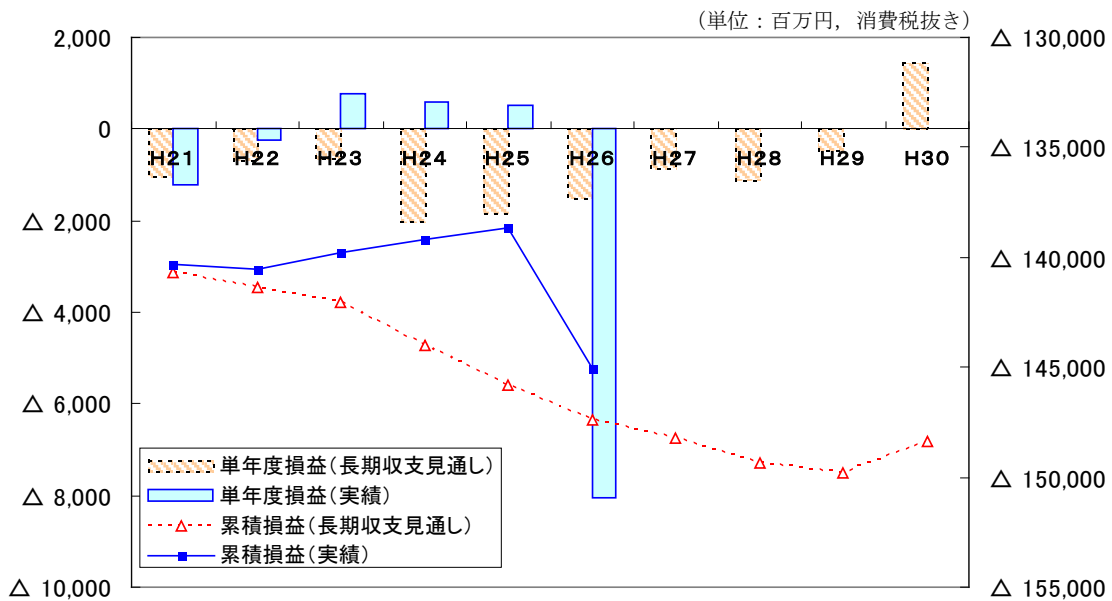 (単位：百万円，消費税抜き)
2,000
0
△ 2,000
△ 4,000
△ 6,000
△ 8,000
△ 10,000
H21 H22 H23 H24 H25 H26 H27 H28 H29 H30
△ 130,000
△ 135,000
△ 140,000
△ 145,000
△ 150,000
△ 155,000
単年度損益(長期収支見通し)
単年度損益(実績)
累積損益(長期収支見通し)
累積損益(実績)